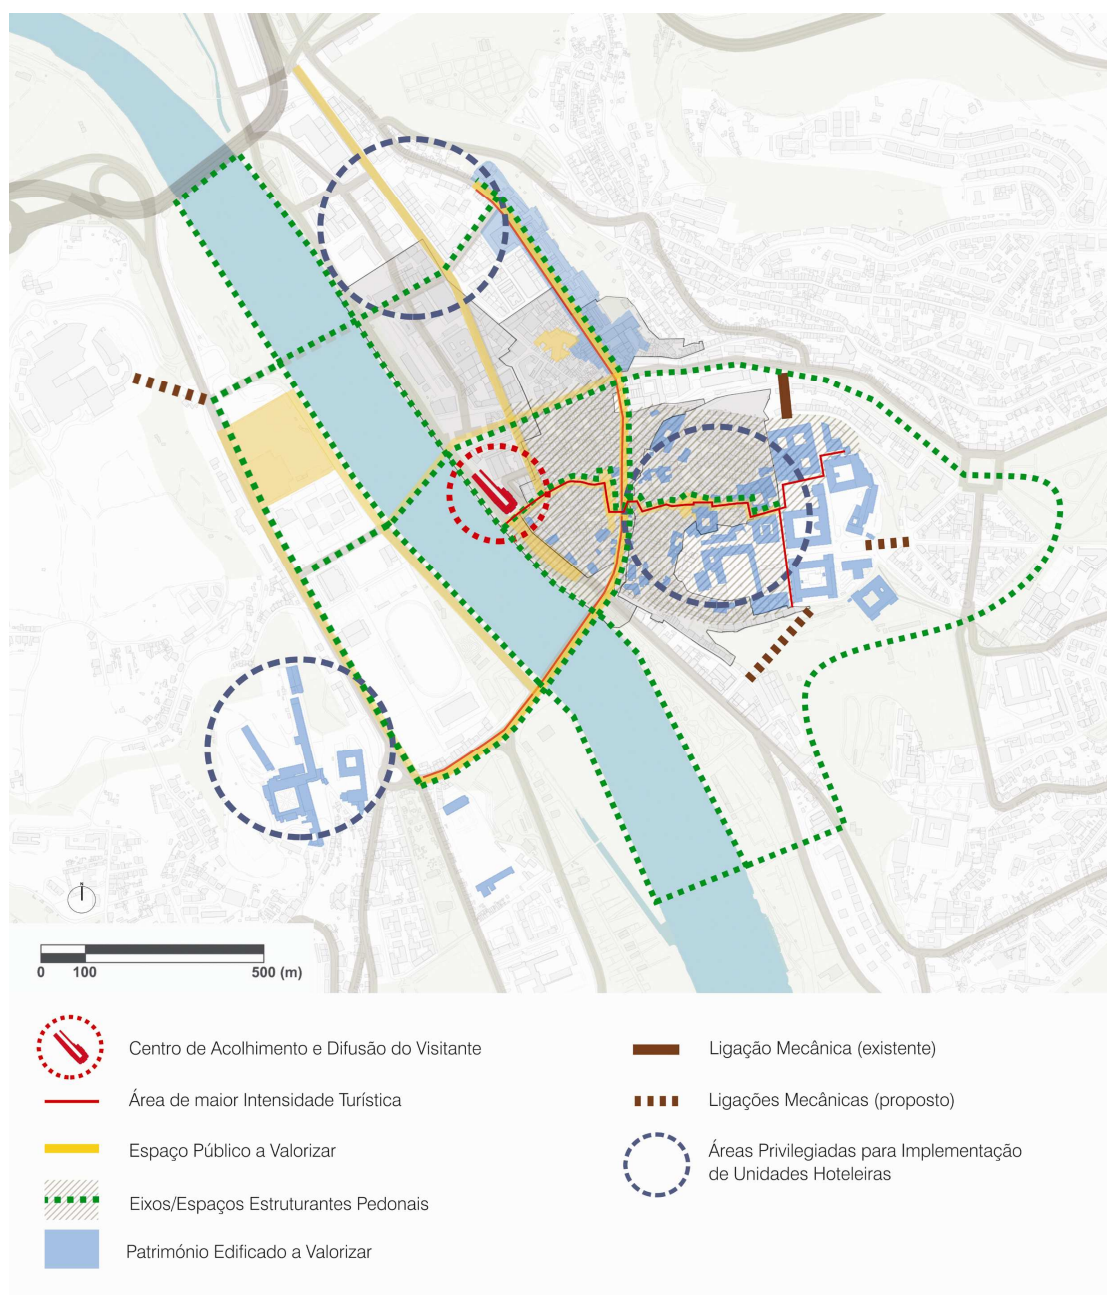 N
0 100 500 (m)
Centro de Acolhimento e Difusão do Visitante
Área de maior Intensidade Turística
Espaço Público a Valorizar
Eixos/Espaços Estruturantes Pedonais
Património Edificado a Valorizar
Ligação Mecânica (existente)
Ligações Mecânicas (proposto)
Áreas Privilegiadas para Implementação
de Unidades Hoteleiras